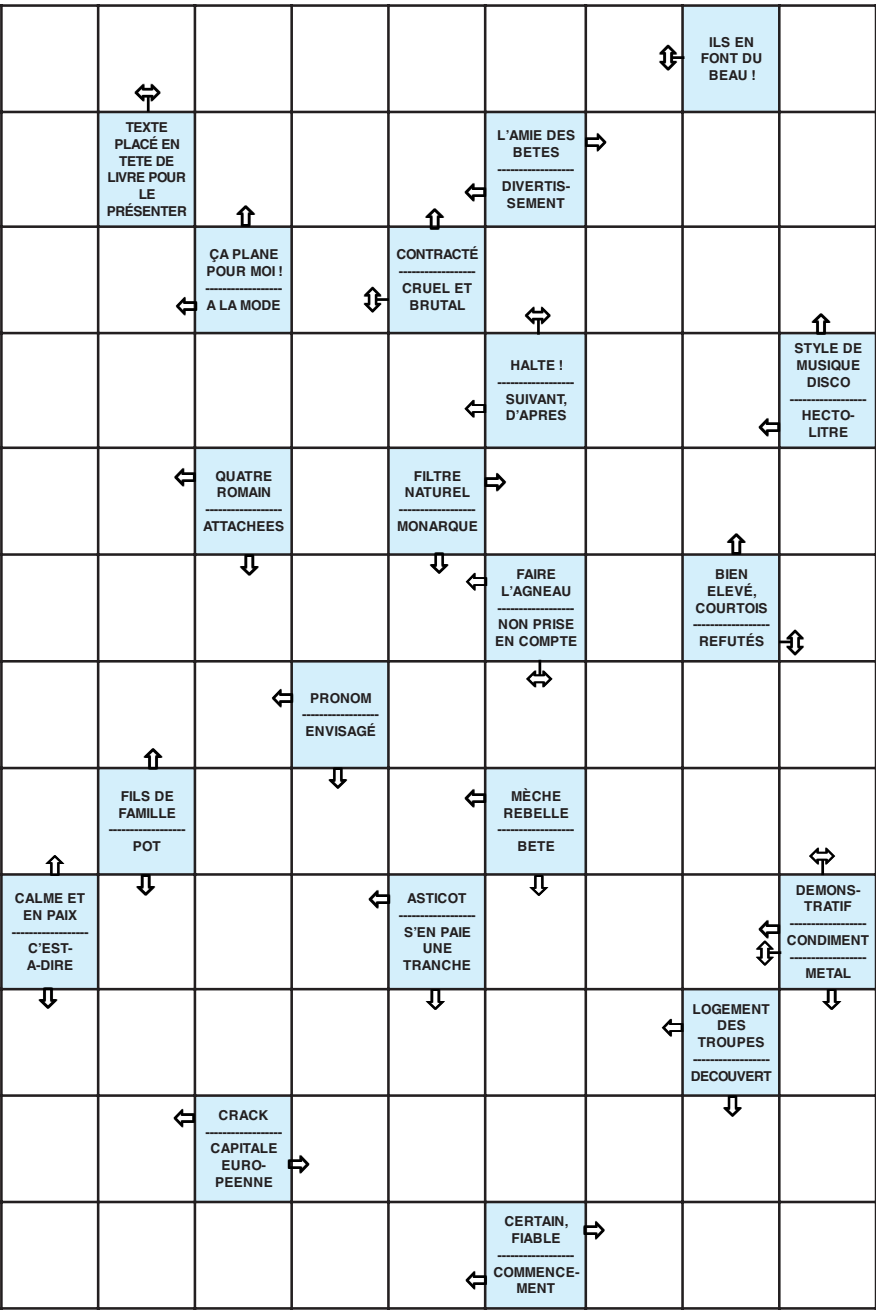 ILS EN
FONT DU
BEAU !
TEXTE
PLACÉ EN
TETE DE
LIVRE POUR
LE
PRÉSENTER
L'AMIE DES
BETES
DIVERTIS-
SEMENT
ÇA PLANE
POUR MOI !
A LA MODE
CONTRACTÉ
CRUEL ET
BRUTAL
HALTE !
SUIVANT,
D'APRES
STYLE DE
MUSIQUE
DISCO
HECTO-
LITRE
QUATRE
ROMAIN
ATTACHEES
FILTRE
NATUREL
MONARQUE
FAIRE
L'AGNEAU
NON PRISE
EN COMPTE
BIEN
ELEVÉ,
COURTOIS
REFUTÉS
PRONOM
ENVISAGÉ
FILS DE
FAMILLE
POT
MÈCHE
REBELLE
BETE
CALME ET
EN PAIX
C'EST-
A-DIRE
ASTICOT
S'EN PAIE
UNE
TRANCHE
DEMONS-
TRATIF
CONDIMENT
METAL
LOGEMENT
DES
TROUPES
DECOUVERT
CRACK
CAPITALE
EURO-
PEENNE
CERTAIN,
FIABLE
COMMENCE-
MENT